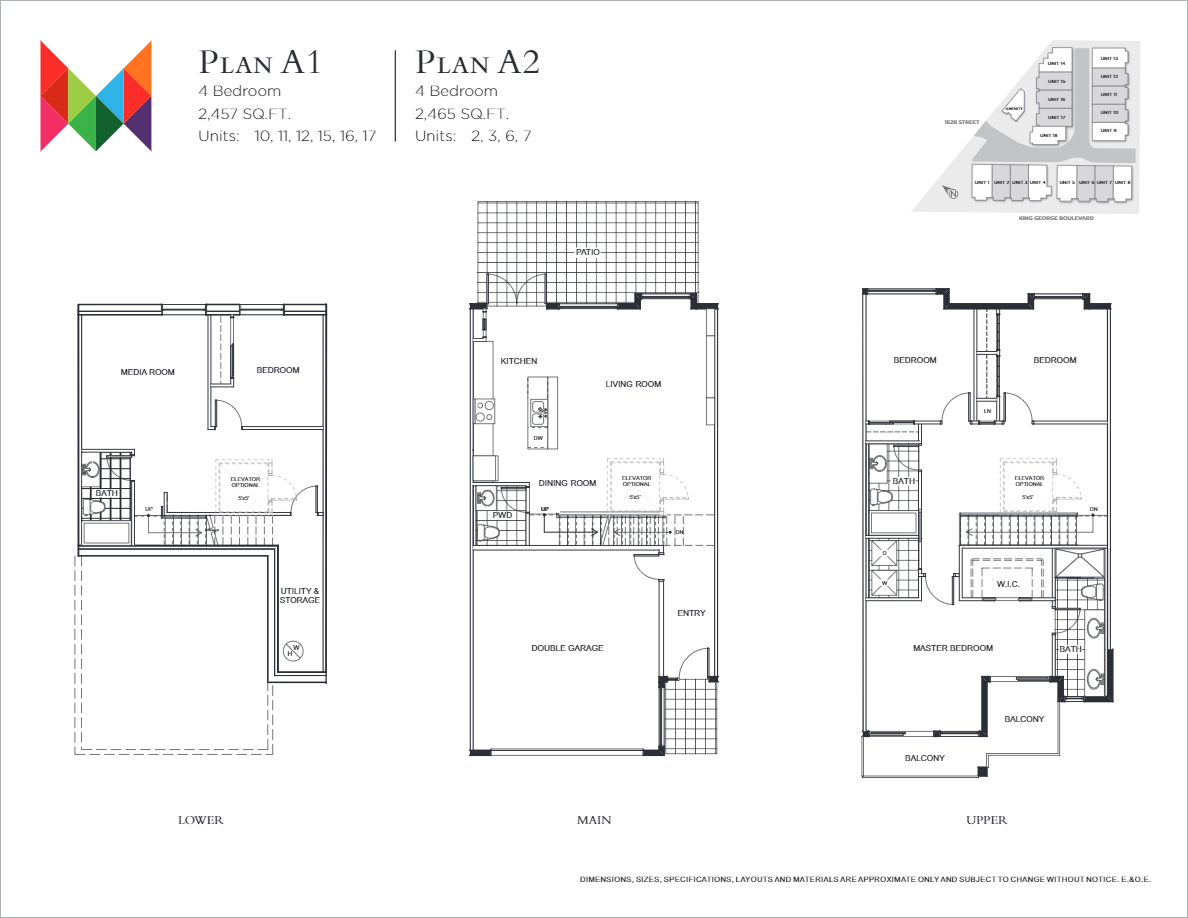 PLAN A1
4 Bedroom
2,457 SQ.FT.
Units: 10, 11, 12, 15, 16, 17
PLAN A2
4 Bedroom
2,465 SQ.FT.
Units: 2, 3, 6, 7
UNIT 14
UNIT 15
UNIT 16
UNIT 17
UNIT 18
UNIT 13
UNIT 12
UNIT 11
UNIT 10
UNIT 9
AMENITY
162B STREET
UNIT 1
UNIT 2
UNIT 3
UNIT 4
UNIT 5
UNIT 6
UNIT 7
UNIT 8
N
KING GEORGE BOULEVARD
MEDIA ROOM
BEDROOM
BATH
ELEVATOR
OPTIONAL
5'x5'
UP
UTILITY &
STORAGE
W
H
LOWER
PATIO
KITCHEN
LIVING ROOM
DW
DINING ROOM
ELEVATOR
OPTIONAL
5'x5'
PWD
UP
DN
ENTRY
DOUBLE GARAGE
MAIN
BEDROOM
BEDROOM
LN
BATH
ELEVATOR
OPTIONAL
5'x5'
DN
D
W
W.I.C.
MASTER BEDROOM
BATH
BALCONY
BALCONY
UPPER
DIMENSIONS, SIZES, SPECIFICATIONS, LAYOUTS AND MATERIALS ARE APPROXIMATE ONLY AND SUBJECT TO CHANGE WITHOUT NOTICE. E.&O.E.